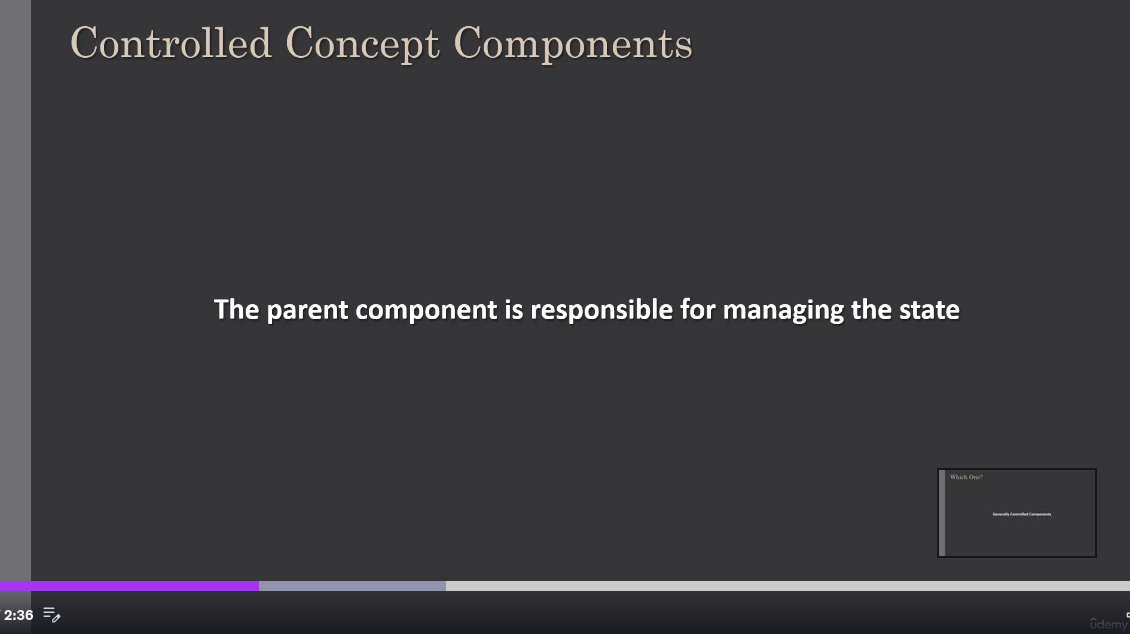 Controlled Concept Components
The parent component is responsible for managing the state
Which One?
Generally Controlled Components
2:36
ûdemy